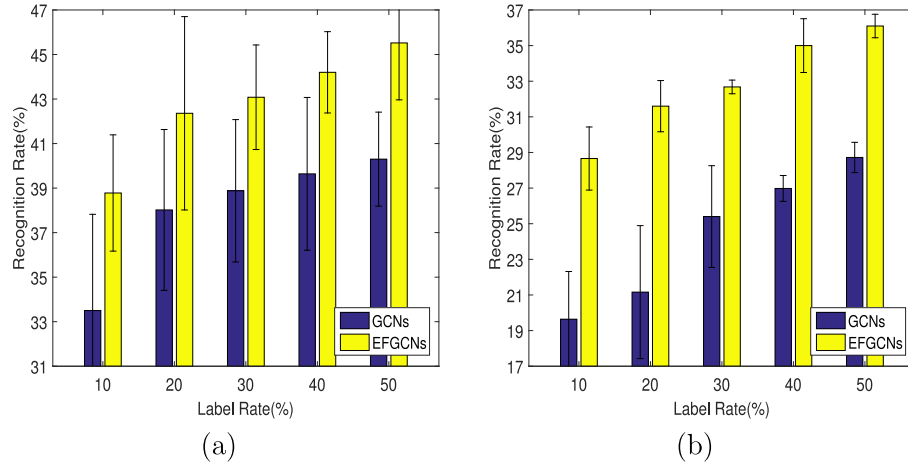 47
45
43
41
39
37
35
33
31
Recognition Rate(%)
10 20 30 40 50
Label Rate(%)
GCNs
EFGCNs
(a)
37
35
33
31
29
27
25
23
21
19
17
Recognition Rate(%)
10 20 30 40 50
Label Rate(%)
GCNs
EFGCNs
(b)